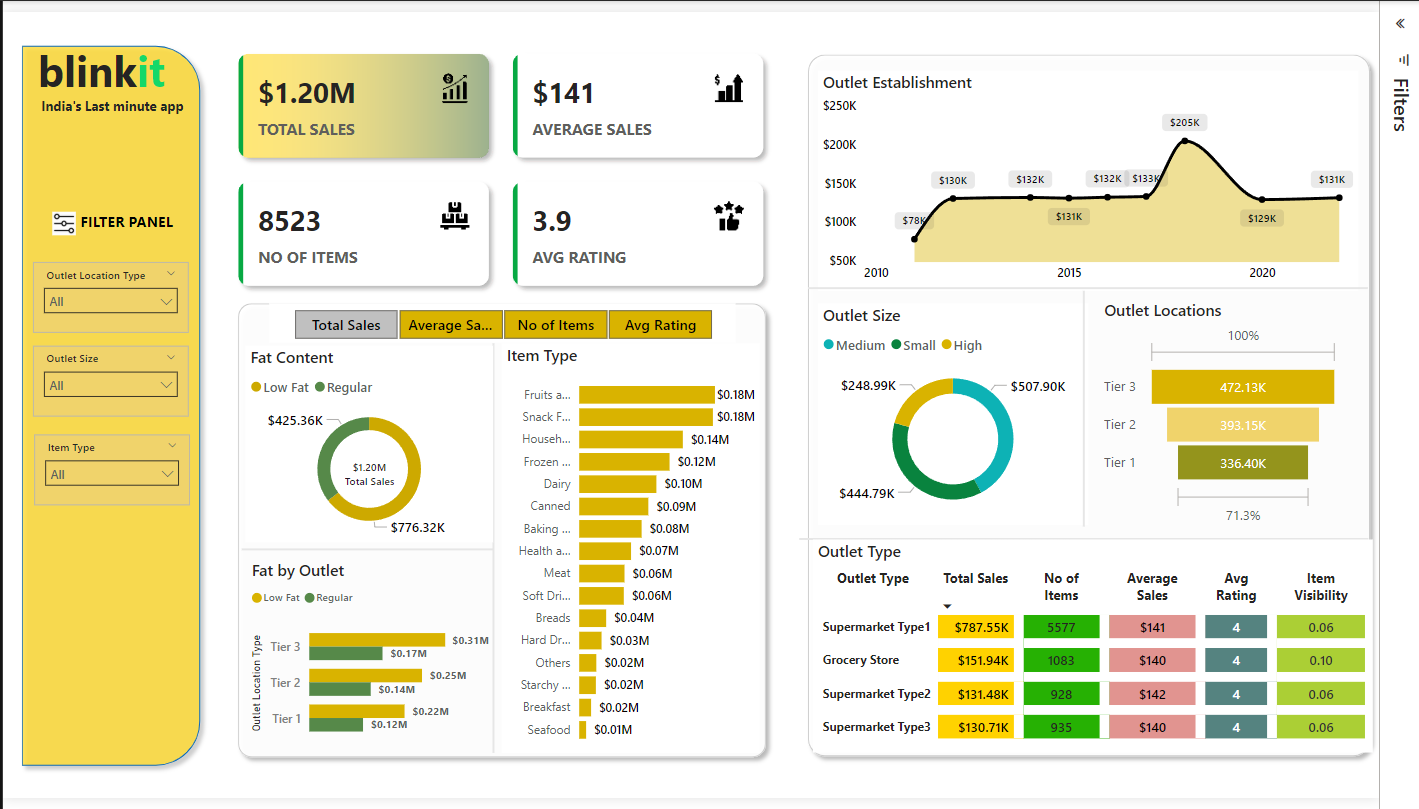 blinkit
India's Last minute app
FILTER PANEL
Outlet Location Type
All
Outlet Size
All
Item Type
All
$1.20M
TOTAL SALES
$141
AVERAGE SALES
8523
NO OF ITEMS
3.9
AVG RATING
Total Sales
Average Sa...
No of Items
Avg Rating
Fat Content
Low Fat Regular
$425.36K
$1.20M
Total Sales
$776.32K
Fat by Outlet
Low Fat Regular
Outlet Location Type
Tier 3 $0.31M
$0.17M
Tier 2 $0.25M
$0.14M
Tier 1 $0.22M
$0.12M
Item Type
Fruits a... $0.18M
Snack F... $0.18M
Househ... $0.14M
Frozen ... $0.12M
Dairy $0.10M
Canned $0.09M
Baking ... $0.08M
Health a... $0.07M
Meat $0.06M
Soft Dri... $0.06M
Breads $0.04M
Hard Dr... $0.03M
Others $0.02M
Starchy ... $0.02M
Breakfast $0.02M
Seafood $0.01M
Outlet Establishment
$250K
$200K
$150K
$100K
$50K
$78K $130K $132K $131K $132K $133K $205K $129K $131K
2010 2015 2020
Outlet Size
Medium Small High
$248.99K
$507.90K
$444.79K
Outlet Locations
100%
Tier 3 472.13K
Tier 2 393.15K
Tier 1 336.40K
71.3%
Outlet Type
Outlet Type Total Sales No of Items Average Sales Avg Rating Item Visibility
Supermarket Type1 $787.55K 5577 $141 4 0.06
Grocery Store $151.94K 1083 $140 4 0.10
Supermarket Type2 $131.48K 928 $142 4 0.06
Supermarket Type3 $130.71K 935 $140 4 0.06
Filters